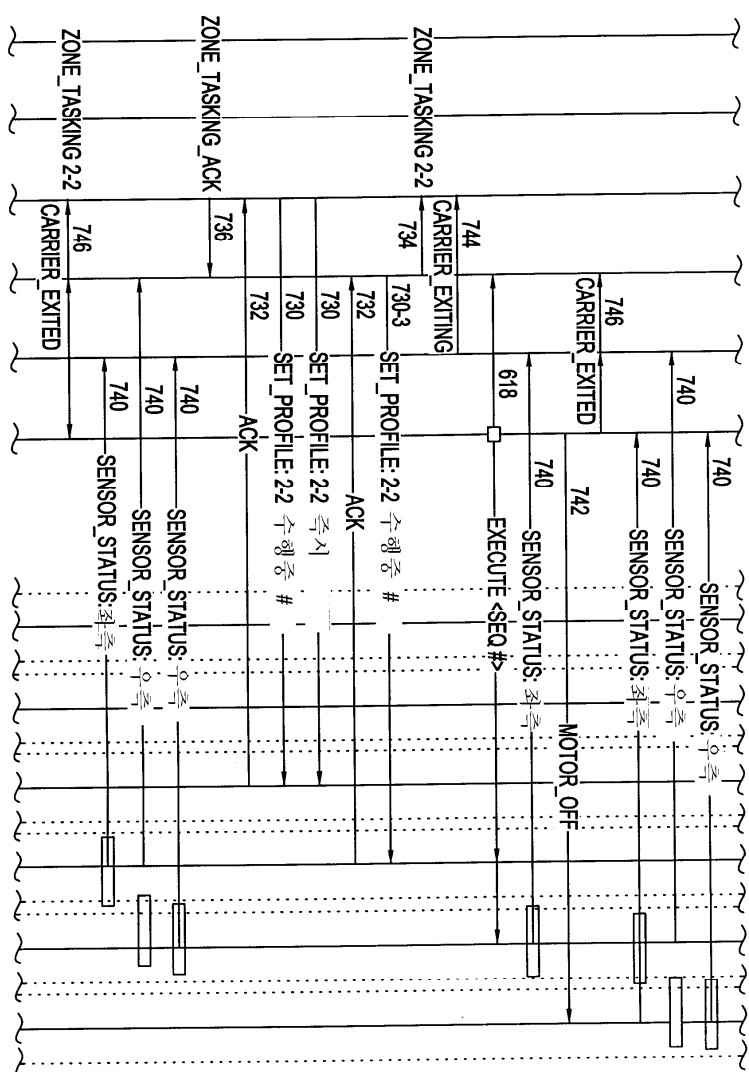 740 SENSOR_STATUS: 우측
740 SENSOR_STATUS: 우측
740 SENSOR_STATUS: 좌측
746
CARRIER_EXITED
742 MOTOR_OFF
740 SENSOR_STATUS: 좌측
618 EXECUTE <SEQ #>
744
CARRIER_EXITING
ZONE_TASKING 2-2 734
730-3 SET_PROFILE: 2-2 수행중 #
732 ACK
730 SET_PROFILE: 2-2 즉시
730 SET_PROFILE: 2-2 수행중 #
732 ACK
ZONE_TASKING_ACK 736
740 SENSOR_STATUS: 우측
740 SENSOR_STATUS: 우측
740 SENSOR_STATUS: 좌측
ZONE_TASKING 2-2 746
CARRIER_EXITED